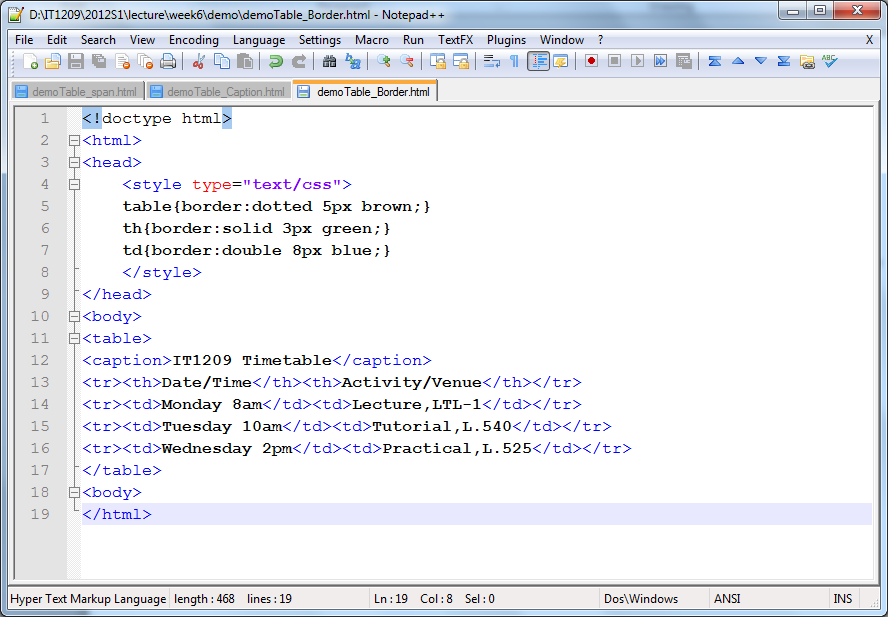 D:\IT1209\2012S1\lecture\week6\demo\demoTable_Border.html - Notepad++
File Edit Search View Encoding Language Settings Macro Run TextFX Plugins Window ? X
demoTable_span.html demoTable_Caption.html demoTable_Border.html
1 <!doctype html>
2 <html>
3 <head>
4 <style type="text/css">
5 table{border:dotted 5px brown;}
6 th{border:solid 3px green;}
7 td{border:double 8px blue;}
8 </style>
9 </head>
10 <body>
11 <table>
12 <caption>IT1209 Timetable</caption>
13 <tr><th>Date/Time</th><th>Activity/Venue</th></tr>
14 <tr><td>Monday 8am</td><td>Lecture,LTL-1</td></tr>
15 <tr><td>Tuesday 10am</td><td>Tutorial,L.540</td></tr>
16 <tr><td>Wednesday 2pm</td><td>Practical,L.525</td></tr>
17 </table>
18 <body>
19 </html>
Hyper Text Markup Language length : 468 lines : 19 Ln : 19 Col : 8 Sel : 0 Dos\Windows ANSI INS